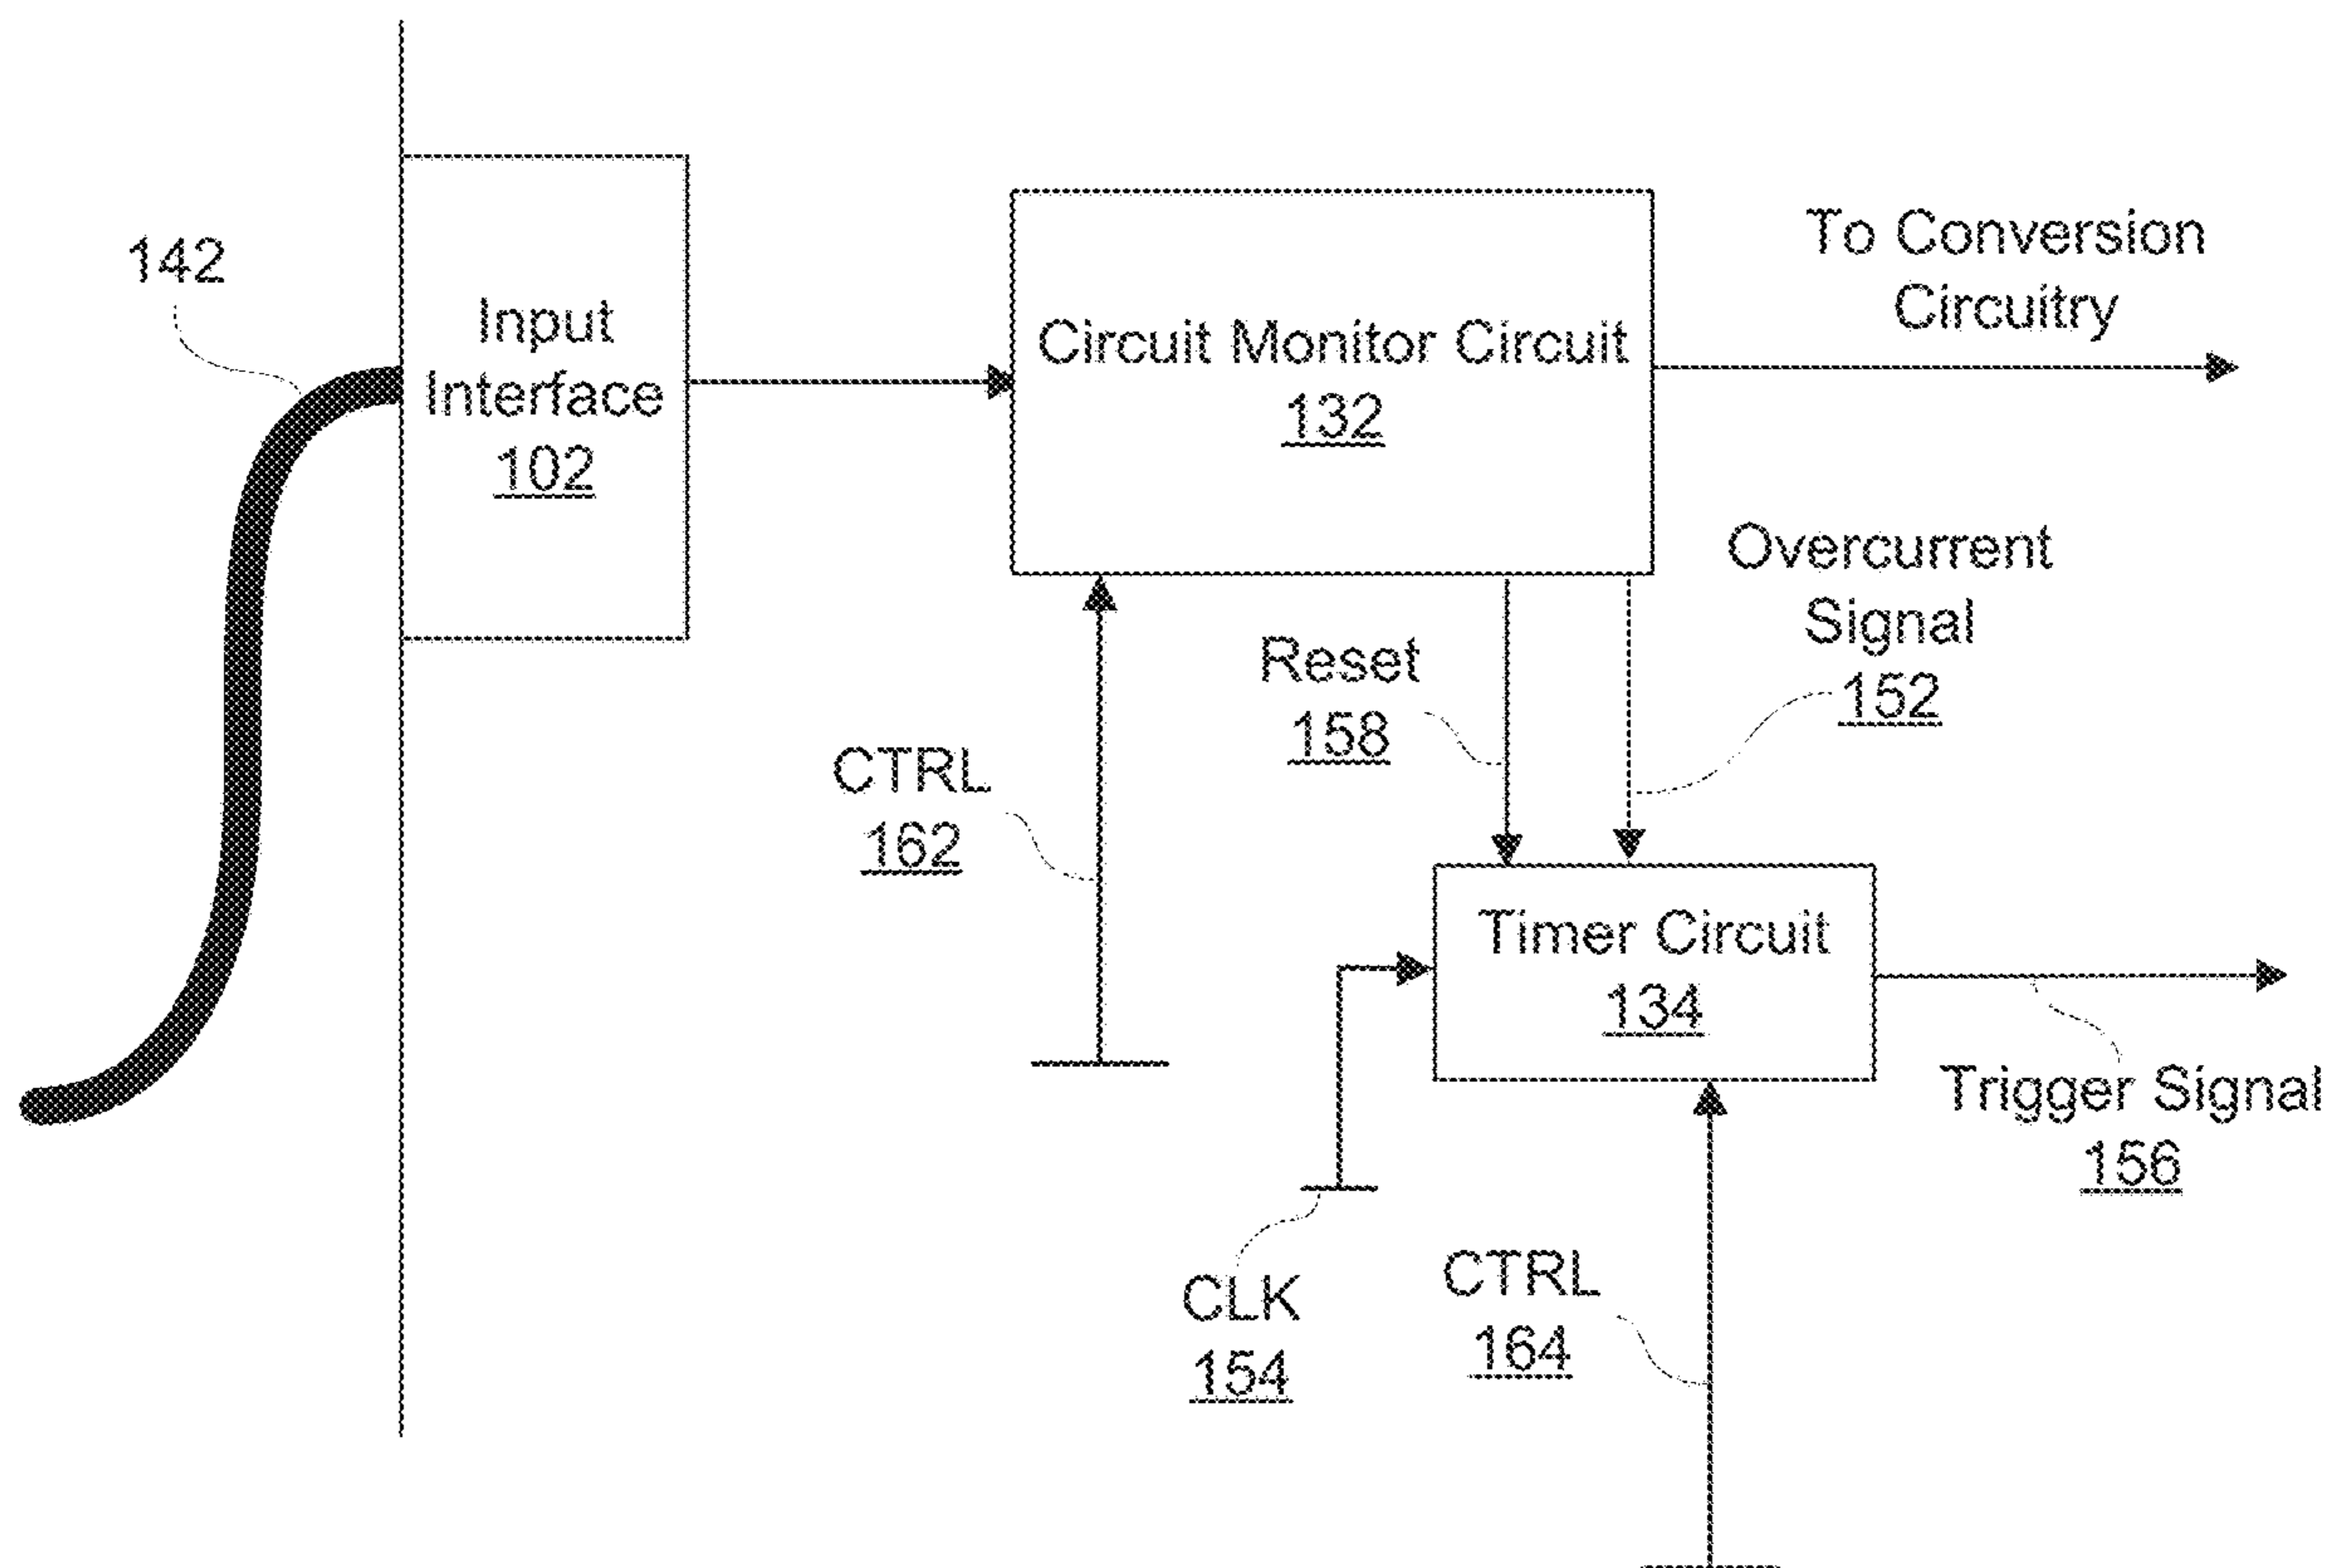 142
Input
Interface
102
Circuit Monitor Circuit
132
To Conversion
Circuitry
Overcurrent
Signal
152
Reset
158
CTRL
162
Timer Circuit
134
Trigger Signal
156
CLK
154
CTRL
164